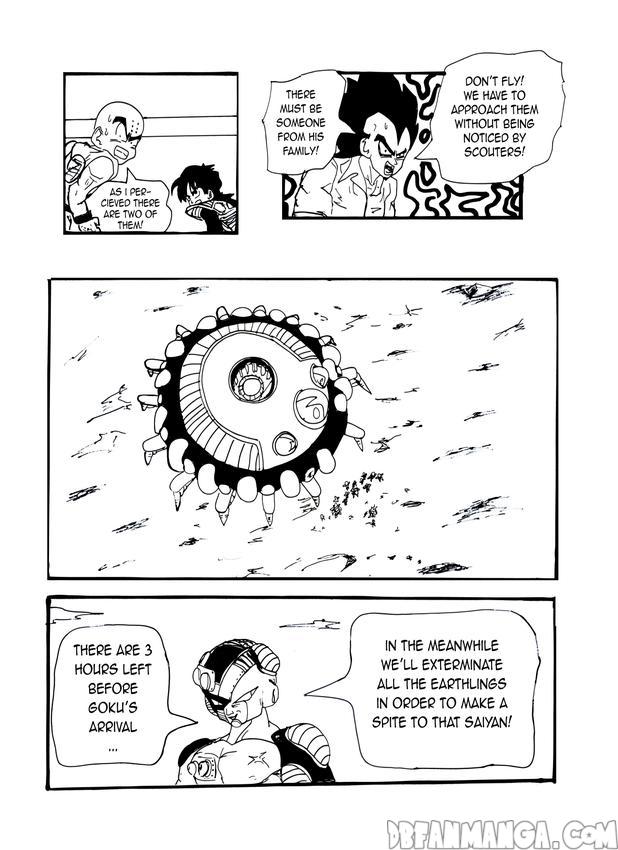 AS I PER-
CIEVED THERE
ARE TWO OF
THEM!
THERE
MUST BE
SOMEONE
FROM HIS
FAMILY!
DON'T FLY!
WE HAVE TO
APPROACH THEM
WITHOUT BEING
NOTICED BY
SCOUTERS!
THERE ARE 3
HOURS LEFT
BEFORE
GOKU'S
ARRIVAL
...
IN THE MEANWHILE
WE'LL EXTERMINATE
ALL THE EARTHLINGS
IN ORDER TO MAKE A
SPITE TO THAT SAIYAN!
DBFANMANGA.COM